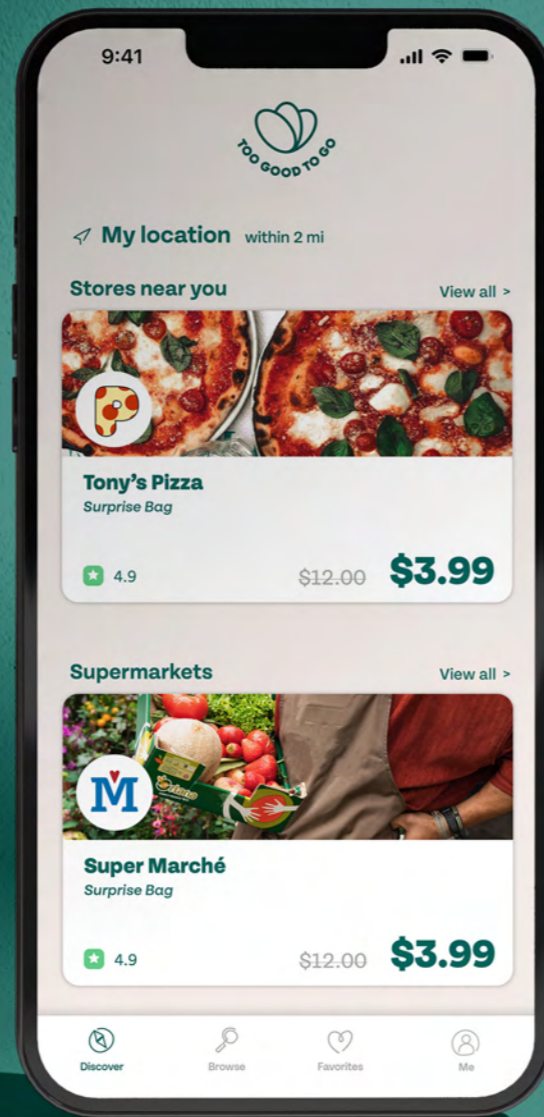 9:41
TOO GOOD TO GO
My location within 2 mi
Stores near you View all >
P
Tony's Pizza
Surprise Bag
4.9 $12.00 $3.99
Supermarkets View all >
M
Super Marché
Surprise Bag
4.9 $12.00 $3.99
Discover Browse Favorites Me